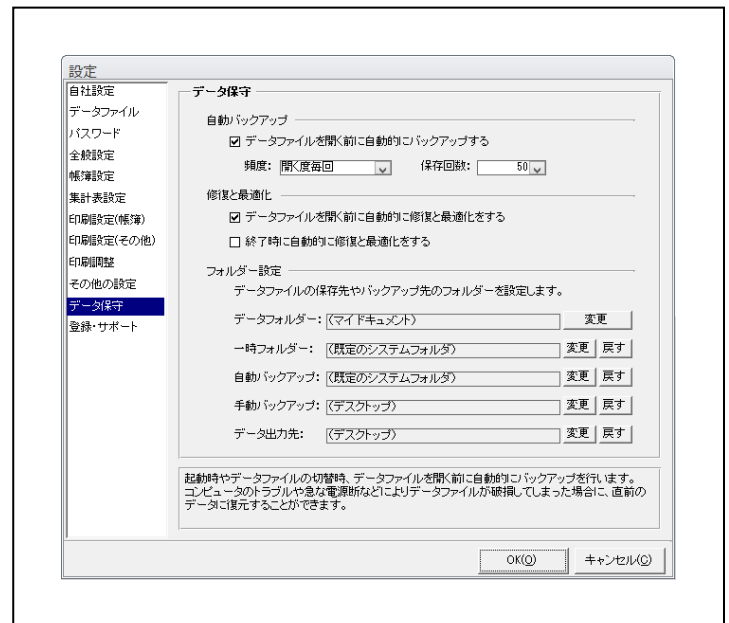 設定
自社設定
データファイル
パスワード
全般設定
帳簿設定
集計表設定
印刷設定(帳簿)
印刷設定(その他)
印刷調整
その他の設定
データ保守
登録・サポート
データ保守
自動バックアップ
データファイルを開く前に自動的にバックアップする
頻度: 開く度毎回 保存回数: 50
修復と最適化
データファイルを開く前に自動的に修復と最適化をする
終了時に自動的に修復と最適化をする
フォルダー設定
データファイルの保存先やバックアップ先のフォルダーを設定します。
データフォルダー: (マイドキュメント) 変更
一時フォルダー: (既定のシステムフォルダ) 変更 戻す
自動バックアップ: (既定のシステムフォルダ) 変更 戻す
手動バックアップ: (デスクトップ) 変更 戻す
データ出力先: (デスクトップ) 変更 戻す
起動時やデータファイルの切替時、データファイルを開く前に自動的にバックアップを行います。
コンピュータのトラブルや急な電源断などによりデータファイルが破損してしまった場合に、直前の
データに復元することができます。
OK(O) キャンセル(C)